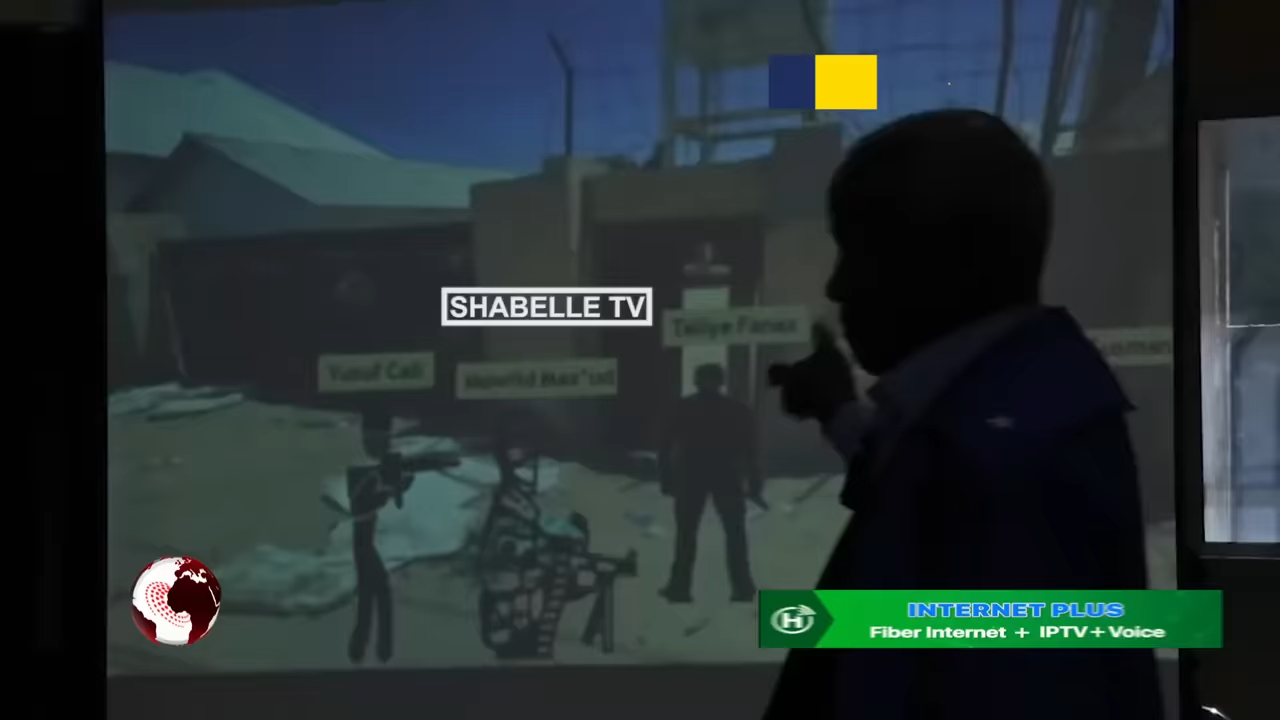 SHABELLE TV
Taliye Fanax
Yusuf Cali
INTERNET PLUS
Fiber Internet + IPTV+Voice
H